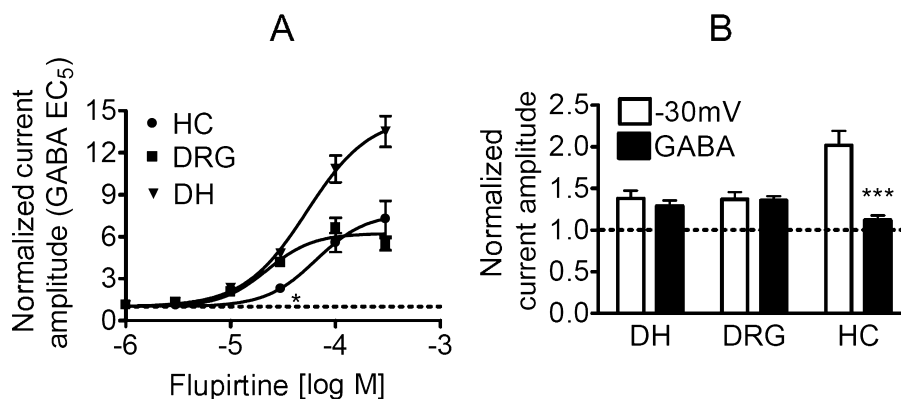 A
Normalized current
amplitude (GABA EC5)
15
12
9
6
3
1
HC
DRG
DH
*
-6
-5
-4
-3
Flupirtine [log M]
B
Normalized
current amplitude
2.5
2.0
1.5
1.0
0.5
0.0
-30mV
GABA
***
DH
DRG
HC